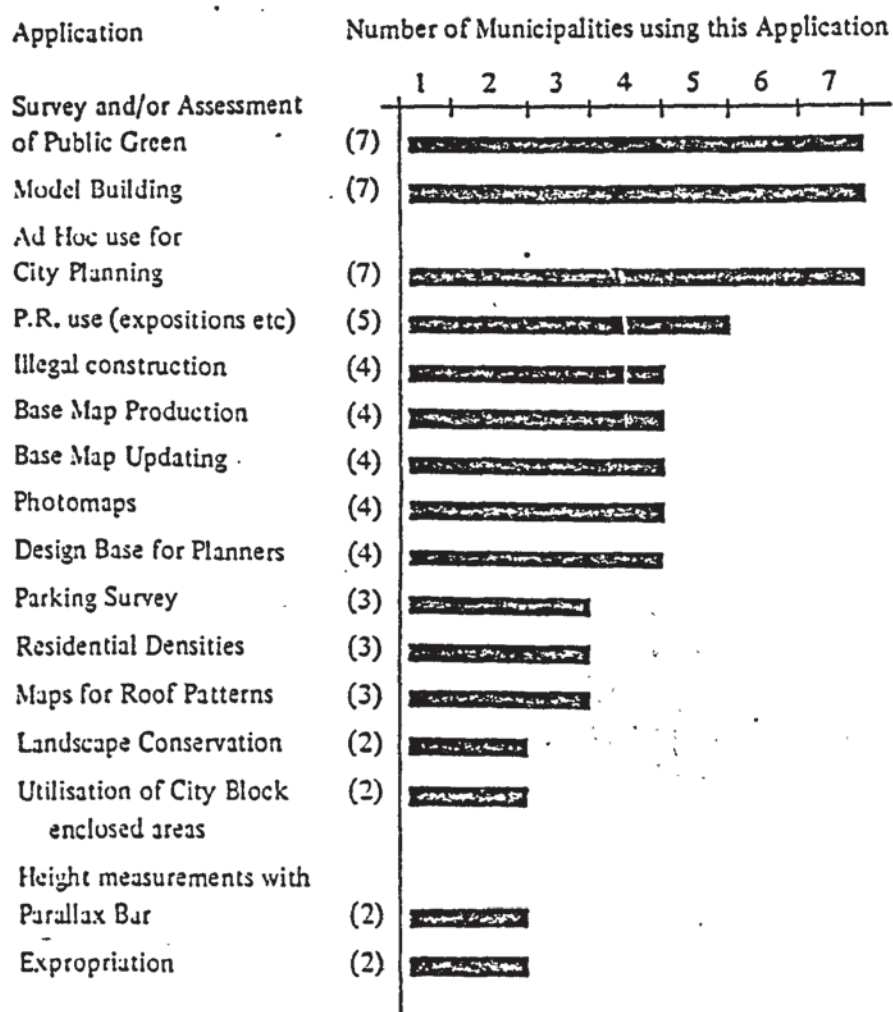 Application Number of Municipalities using this Application
1 2 3 4 5 6 7
Survey and/or Assessment
of Public Green (7)
Model Building (7)
Ad Hoc use for
City Planning (7)
P.R. use (expositions etc) (5)
Illegal construction (4)
Base Map Production (4)
Base Map Updating (4)
Photomaps (4)
Design Base for Planners (4)
Parking Survey (3)
Residential Densities (3)
Maps for Roof Patterns (3)
Landscape Conservation (2)
Utilisation of City Block (2)
enclosed areas
Height measurements with
Parallax Bar (2)
Expropriation (2)